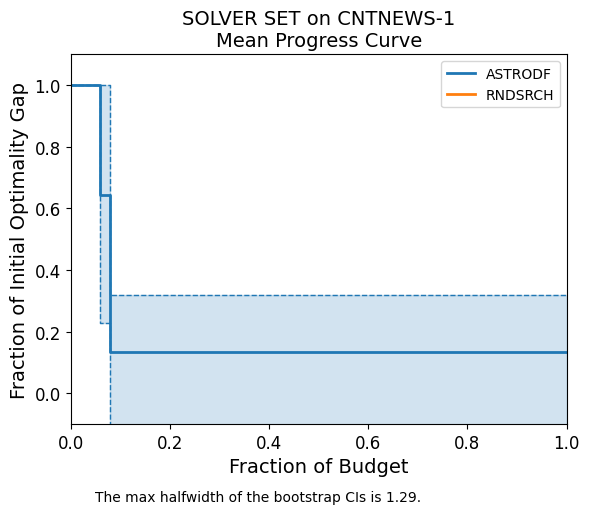 SOLVER SET on CNTNEWS-1
Mean Progress Curve
ASTRODF
RNDSRCH
Fraction of Initial Optimality Gap
1.0
0.8
0.6
0.4
0.2
0.0
0.0 0.2 0.4 0.6 0.8 1.0
Fraction of Budget
The max halfwidth of the bootstrap CIs is 1.29.